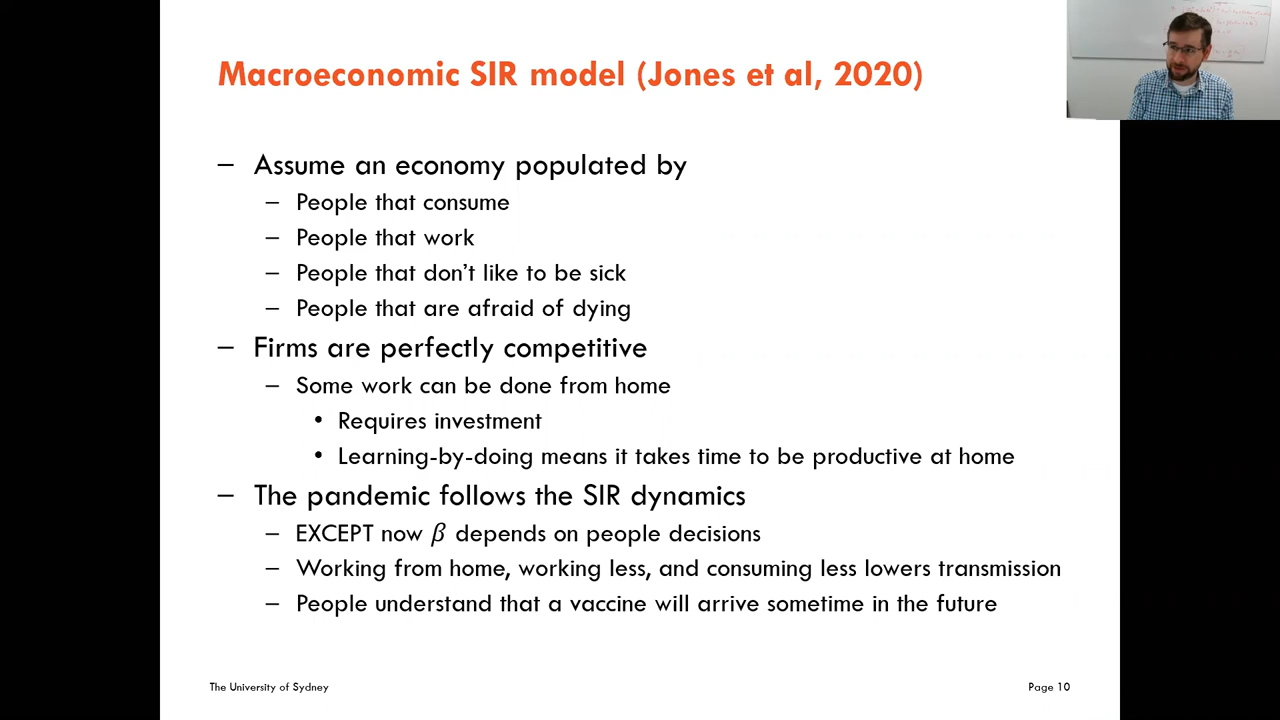 Macroeconomic SIR model (Jones et al, 2020)
– Assume an economy populated by
– People that consume
– People that work
– People that don't like to be sick
– People that are afraid of dying
– Firms are perfectly competitive
– Some work can be done from home
• Requires investment
• Learning-by-doing means it takes time to be productive at home
– The pandemic follows the SIR dynamics
– EXCEPT now β depends on people decisions
– Working from home, working less, and consuming less lowers transmission
– People understand that a vaccine will arrive sometime in the future
The University of Sydney
Page 10